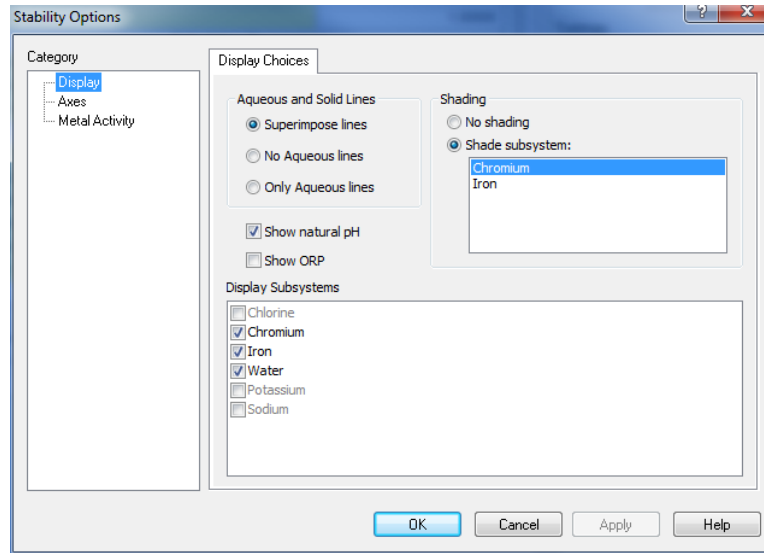 Stability Options
?
X
Category
Display
Axes
Metal Activity
Display Choices
Aqueous and Solid Lines
Superimpose lines
No Aqueous lines
Only Aqueous lines
Shading
No shading
Shade subsystem:
Chromium
Iron
Show natural pH
Show ORP
Display Subsystems
Chlorine
Chromium
Iron
Water
Potassium
Sodium
OK
Cancel
Apply
Help